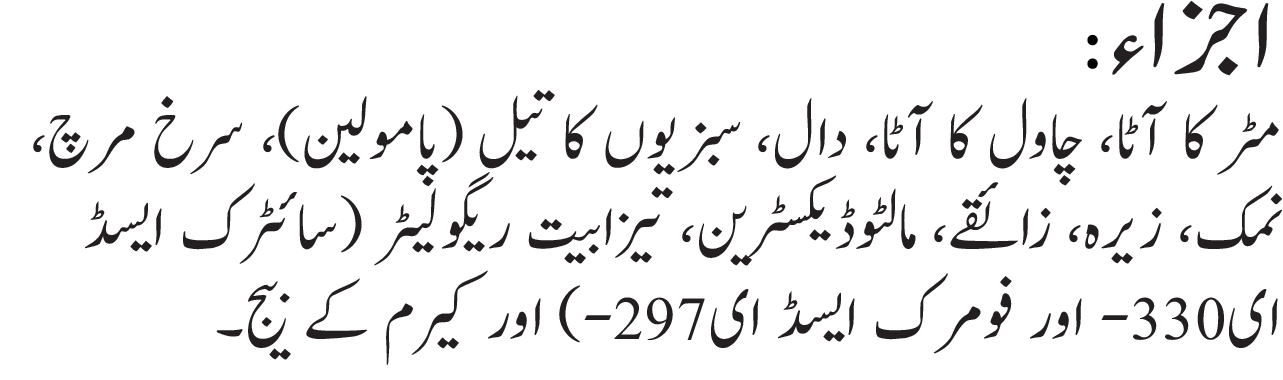 اجزاء:
مٹر کا آٹا، چاول کا آٹا، دال، سبزیوں کا تیل (پامولین)، سرخ مرچ،
نمک، زیرہ، زائقے، مالٹوڈیکسٹرین، تیزابیت ریگولیٹر (سائٹرک ایسڈ
ای330- اور فومرک ایسڈ ای297-) اور کیرم کے بیج۔